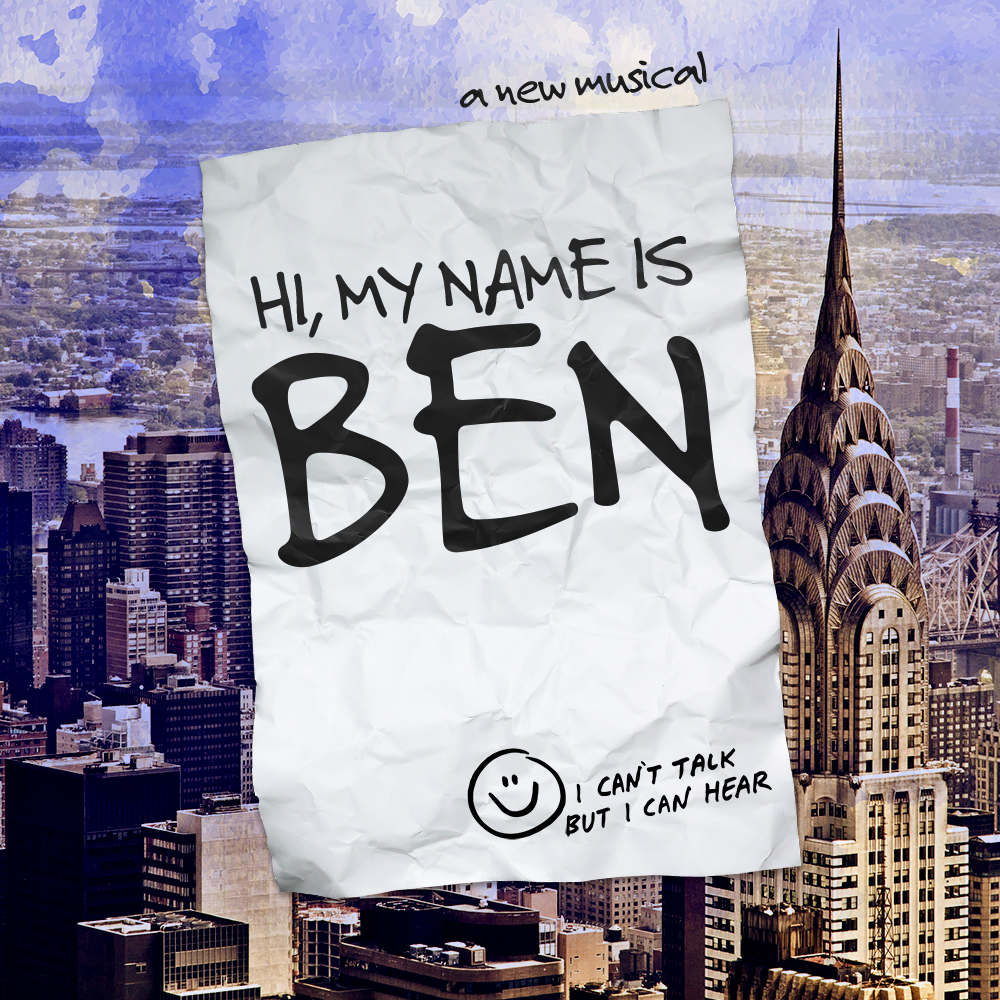 a new musical
HI, MY NAME IS
BEN
I CAN'T TALK
BUT I CAN HEAR